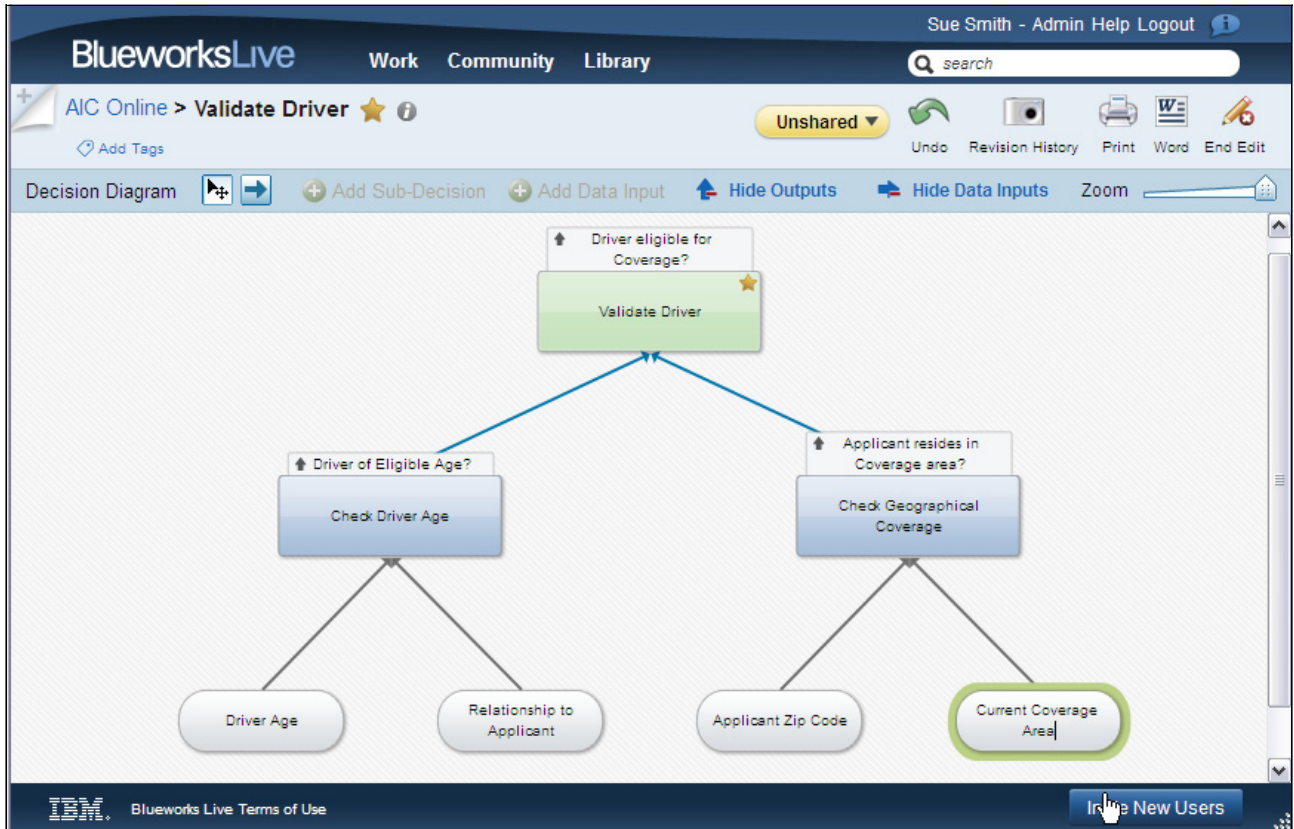 Sue Smith - Admin Help Logout
BlueworksLive Work Community Library
search
AIC Online > Validate Driver
Unshared
Add Tags
Undo Revision History Print Word End Edit
Decision Diagram Add Sub-Decision Add Data Input Hide Outputs Hide Data Inputs Zoom
Driver eligible for
Coverage?
Validate Driver
Driver of Eligible Age?
Check Driver Age
Applicant resides in
Coverage area?
Check Geographical
Coverage
Driver Age
Relationship to
Applicant
Applicant Zip Code
Current Coverage
Area
IBM. Blueworks Live Terms of Use
New Users